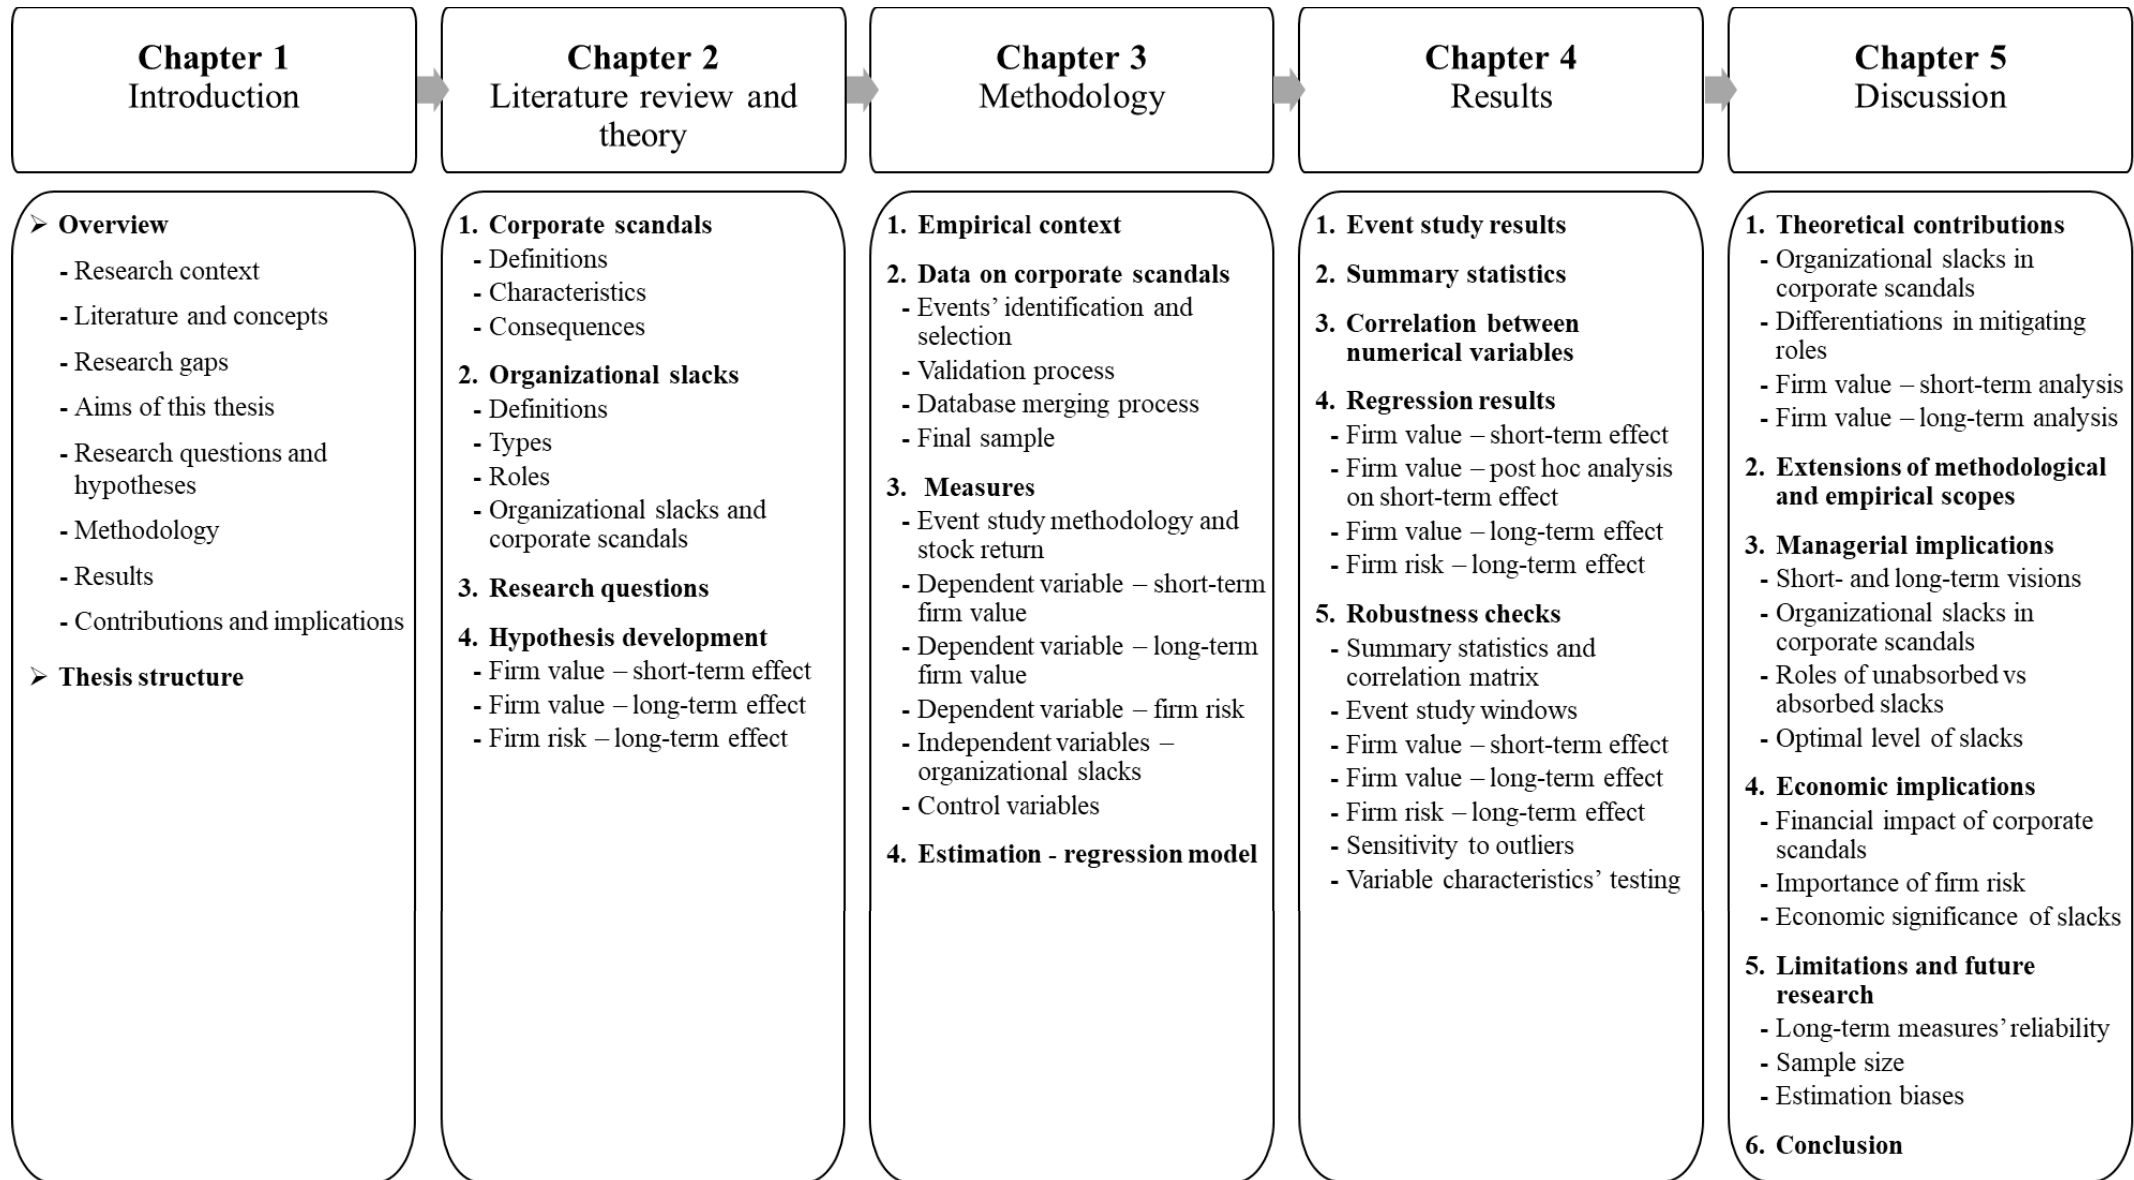 Chapter 1
Introduction
Chapter 2
Literature review and
theory
Chapter 3
Methodology
Chapter 4
Results
Chapter 5
Discussion
➢ Overview
- Research context
- Literature and concepts
- Research gaps
- Aims of this thesis
- Research questions and
hypotheses
- Methodology
- Results
- Contributions and implications
➢ Thesis structure
1. Corporate scandals
- Definitions
- Characteristics
- Consequences
2. Organizational slacks
- Definitions
- Types
- Roles
- Organizational slacks and
corporate scandals
3. Research questions
4. Hypothesis development
- Firm value – short-term effect
- Firm value – long-term effect
- Firm risk – long-term effect
1. Empirical context
2. Data on corporate scandals
- Events’ identification and
selection
- Validation process
- Database merging process
- Final sample
3. Measures
- Event study methodology and
stock return
- Dependent variable – short-term
firm value
- Dependent variable – long-term
firm value
- Dependent variable – firm risk
- Independent variables –
organizational slacks
- Control variables
4. Estimation - regression model
1. Event study results
2. Summary statistics
3. Correlation between
numerical variables
4. Regression results
- Firm value – short-term effect
- Firm value – post hoc analysis
on short-term effect
- Firm value – long-term effect
- Firm risk – long-term effect
5. Robustness checks
- Summary statistics and
correlation matrix
- Event study windows
- Firm value – short-term effect
- Firm value – long-term effect
- Firm risk – long-term effect
- Sensitivity to outliers
- Variable characteristics’ testing
1. Theoretical contributions
- Organizational slacks in
corporate scandals
- Differentiations in mitigating
roles
- Firm value – short-term analysis
- Firm value – long-term analysis
2. Extensions of methodological
and empirical scopes
3. Managerial implications
- Short- and long-term visions
- Organizational slacks in
corporate scandals
- Roles of unabsorbed vs
absorbed slacks
- Optimal level of slacks
4. Economic implications
- Financial impact of corporate
scandals
- Importance of firm risk
- Economic significance of slacks
5. Limitations and future
research
- Long-term measures’ reliability
- Sample size
- Estimation biases
6. Conclusion